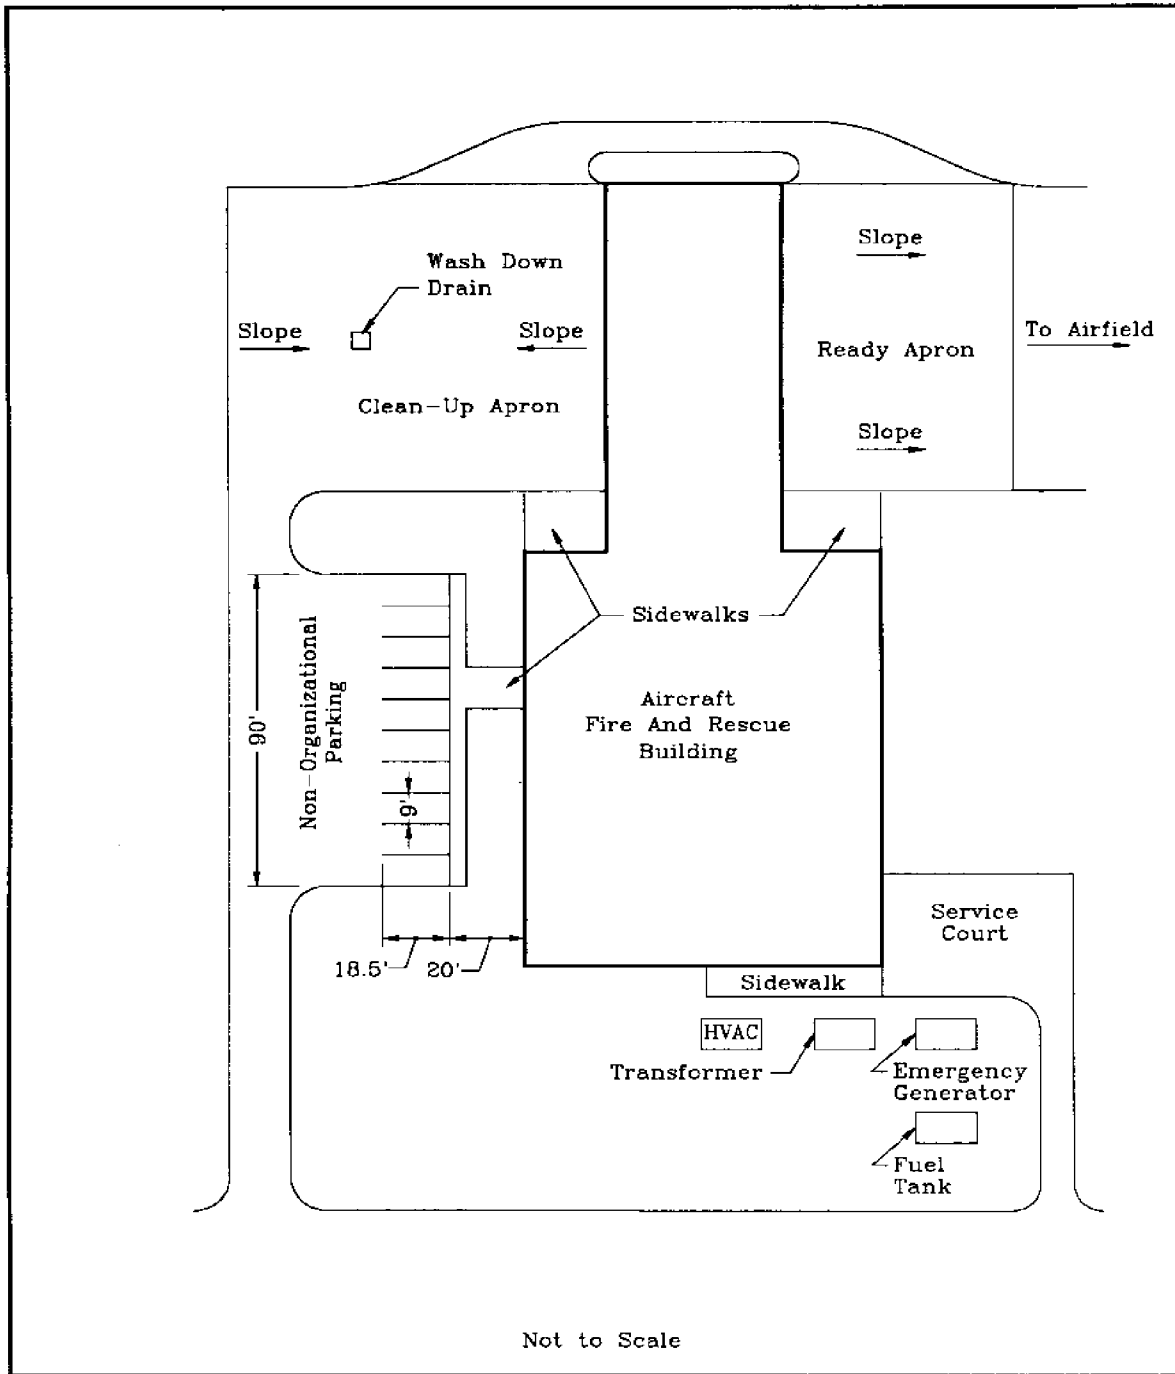 Slope
Wash Down
Drain
Slope
Slope
To Airfield
Ready Apron
Clean-Up Apron
Slope
Sidewalks
Non-Organizational
Parking
90'
9'
Aircraft
Fire And Rescue
Building
Service
Court
18.5'
20'
Sidewalk
HVAC
Transformer
Emergency
Generator
Fuel
Tank
Not to Scale